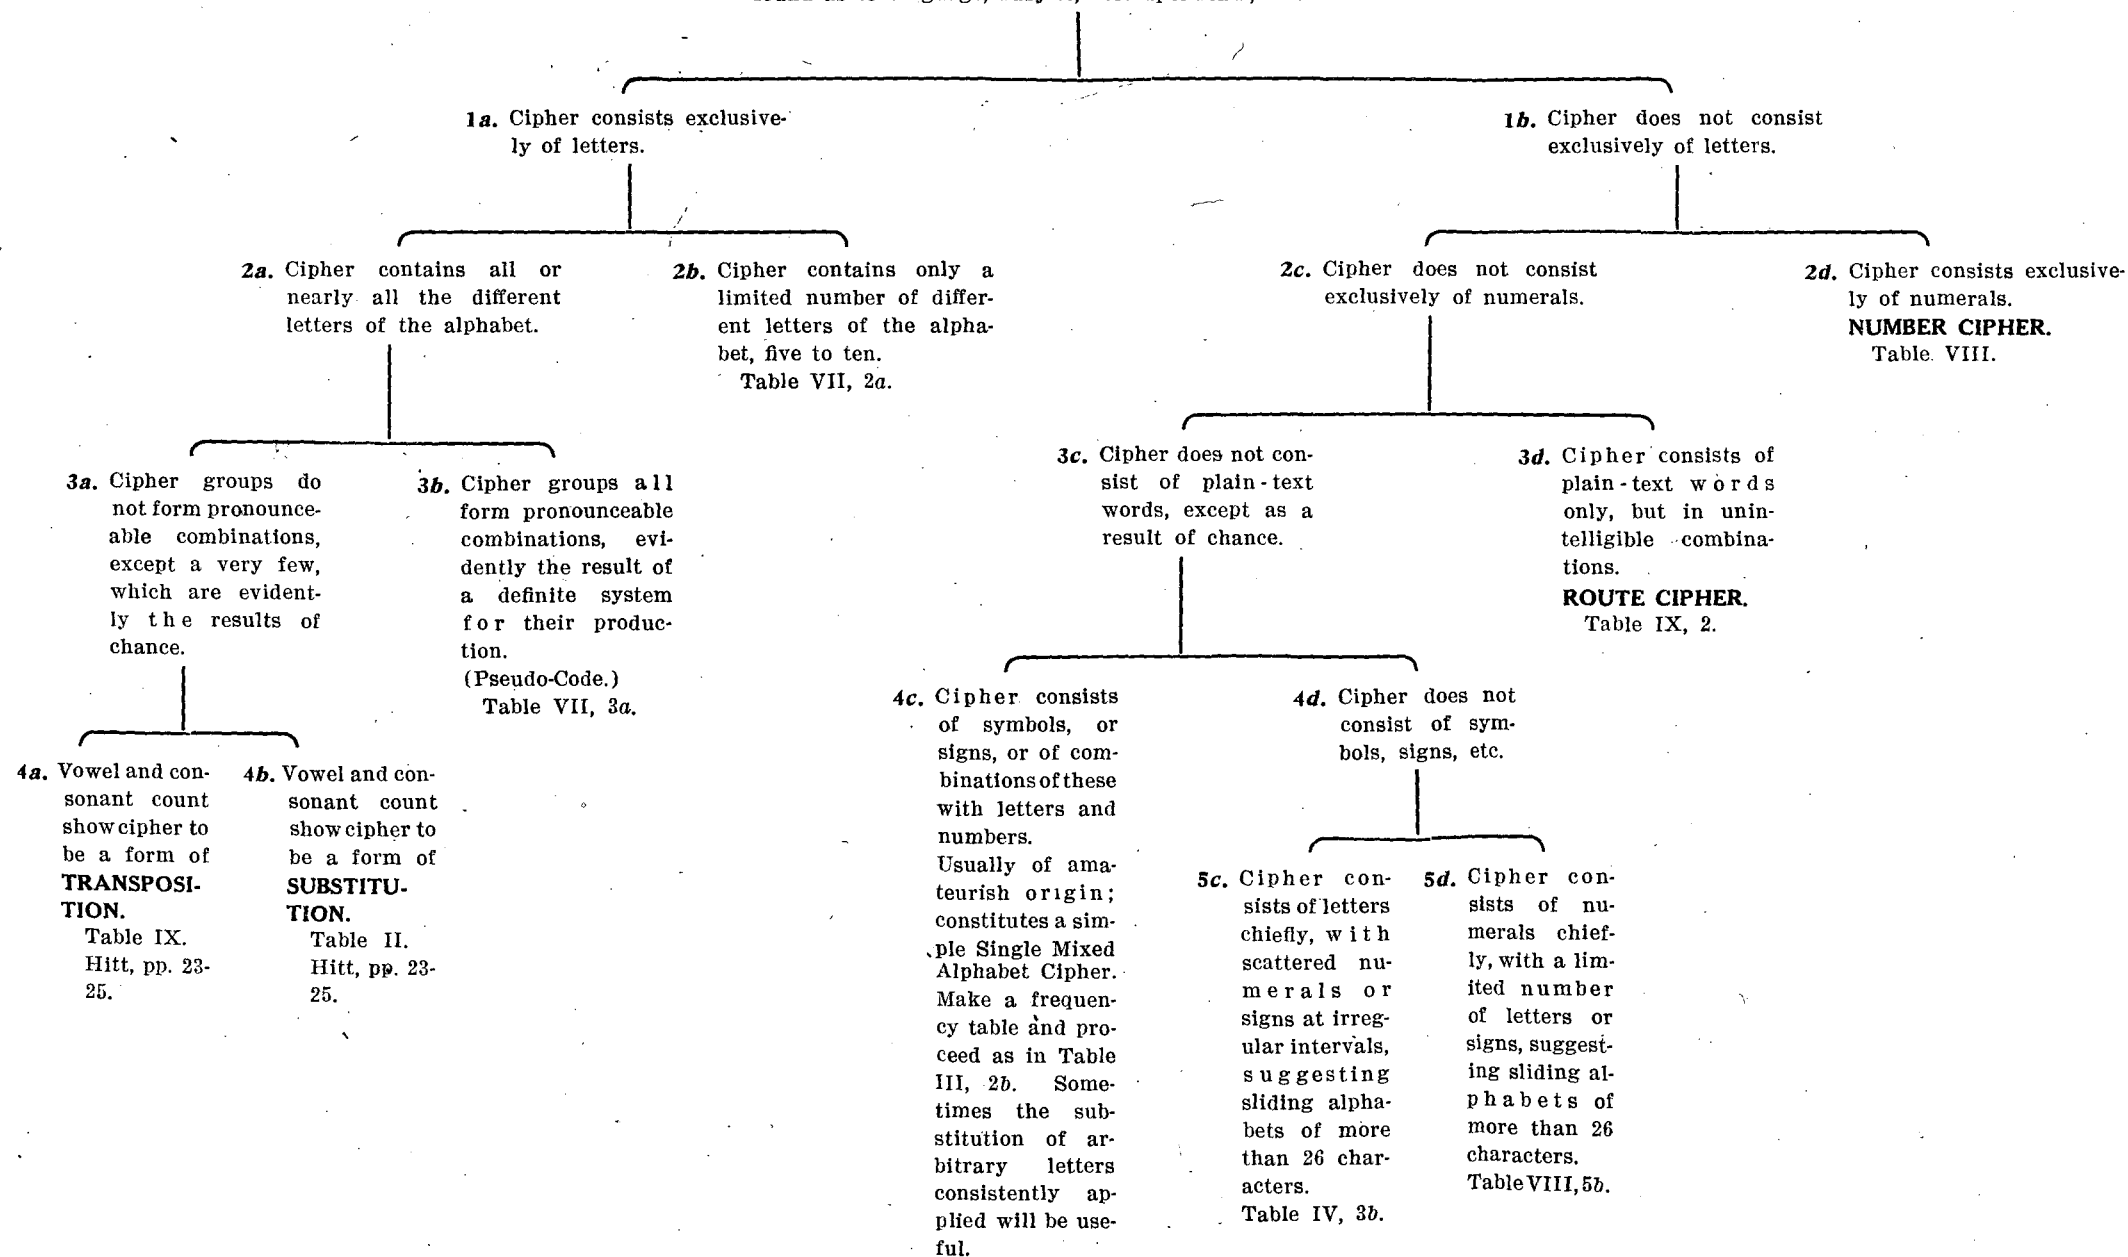 1a. Cipher consists exclusive-
ly of letters.
1b. Cipher does not consist
exclusively of letters.
2a. Cipher contains all or
nearly all the different
letters of the alphabet.
2b. Cipher contains only a
limited number of differ-
ent letters of the alpha-
bet, five to ten.
Table VII, 2a.
2c. Cipher does not consist
exclusively of numerals.
2d. Cipher consists exclusive-
ly of numerals.
NUMBER CIPHER.
Table VIII.
3a. Cipher groups do
not form pronounce-
able combinations,
except a very few,
which are evident-
ly the results of
chance.
3b. Cipher groups all
form pronounceable
combinations, evi-
dently the result of
a definite system
for their produc-
tion.
(Pseudo-Code.)
Table VII, 3a.
3c. Cipher does not con-
sist of plain-text
words, except as a
result of chance.
3d. Cipher consists of
plain-text words
only, but in unin-
telligible combina-
tions.
ROUTE CIPHER.
Table IX, 2.
4a. Vowel and con-
sonant count
show cipher to
be a form of
TRANSPOSI-
TION.
Table IX.
Hitt, pp. 23-
25.
4b. Vowel and con-
sonant count
show cipher to
be a form of
SUBSTITU-
TION.
Table II.
Hitt, pp. 23-
25.
4c. Cipher consists
of symbols, or
signs, or of com-
binations of these
with letters and
numbers.
Usually of ama-
teurish origin;
constitutes a sim-
ple Single Mixed
Alphabet Cipher.
Make a frequen-
cy table and pro-
ceed as in Table
III, 2b. Some-
times the sub-
stitution of ar-
bitrary letters
consistently ap-
plied will be use-
ful.
4d. Cipher does not
consist of sym-
bols, signs, etc.
5c. Cipher con-
sists of letters
chiefly, with
scattered nu-
merals or
signs at irreg-
ular intervals,
suggesting
sliding alpha-
bets of more
than 26 char-
acters.
Table IV, 3b.
5d. Cipher con-
sists of nu-
merals chief-
ly, with a lim-
ited number
of letters or
signs, suggest-
ing sliding al-
phabets of
more than 26
characters.
Table VIII, 5b.